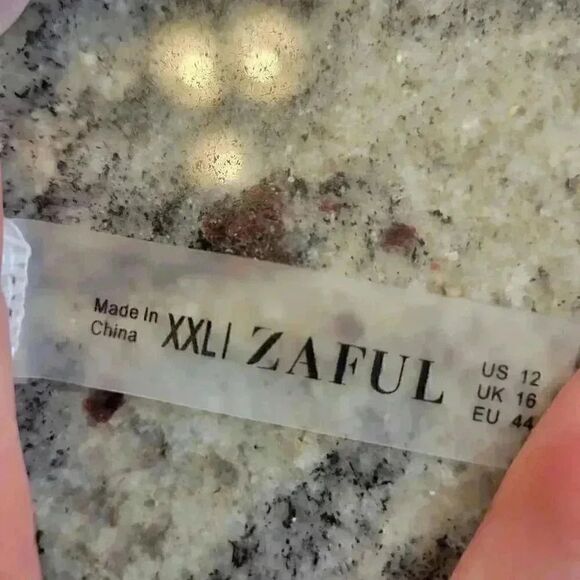 Made In
China
XXL| ZAFUL
US 12
UK 16
EU 44